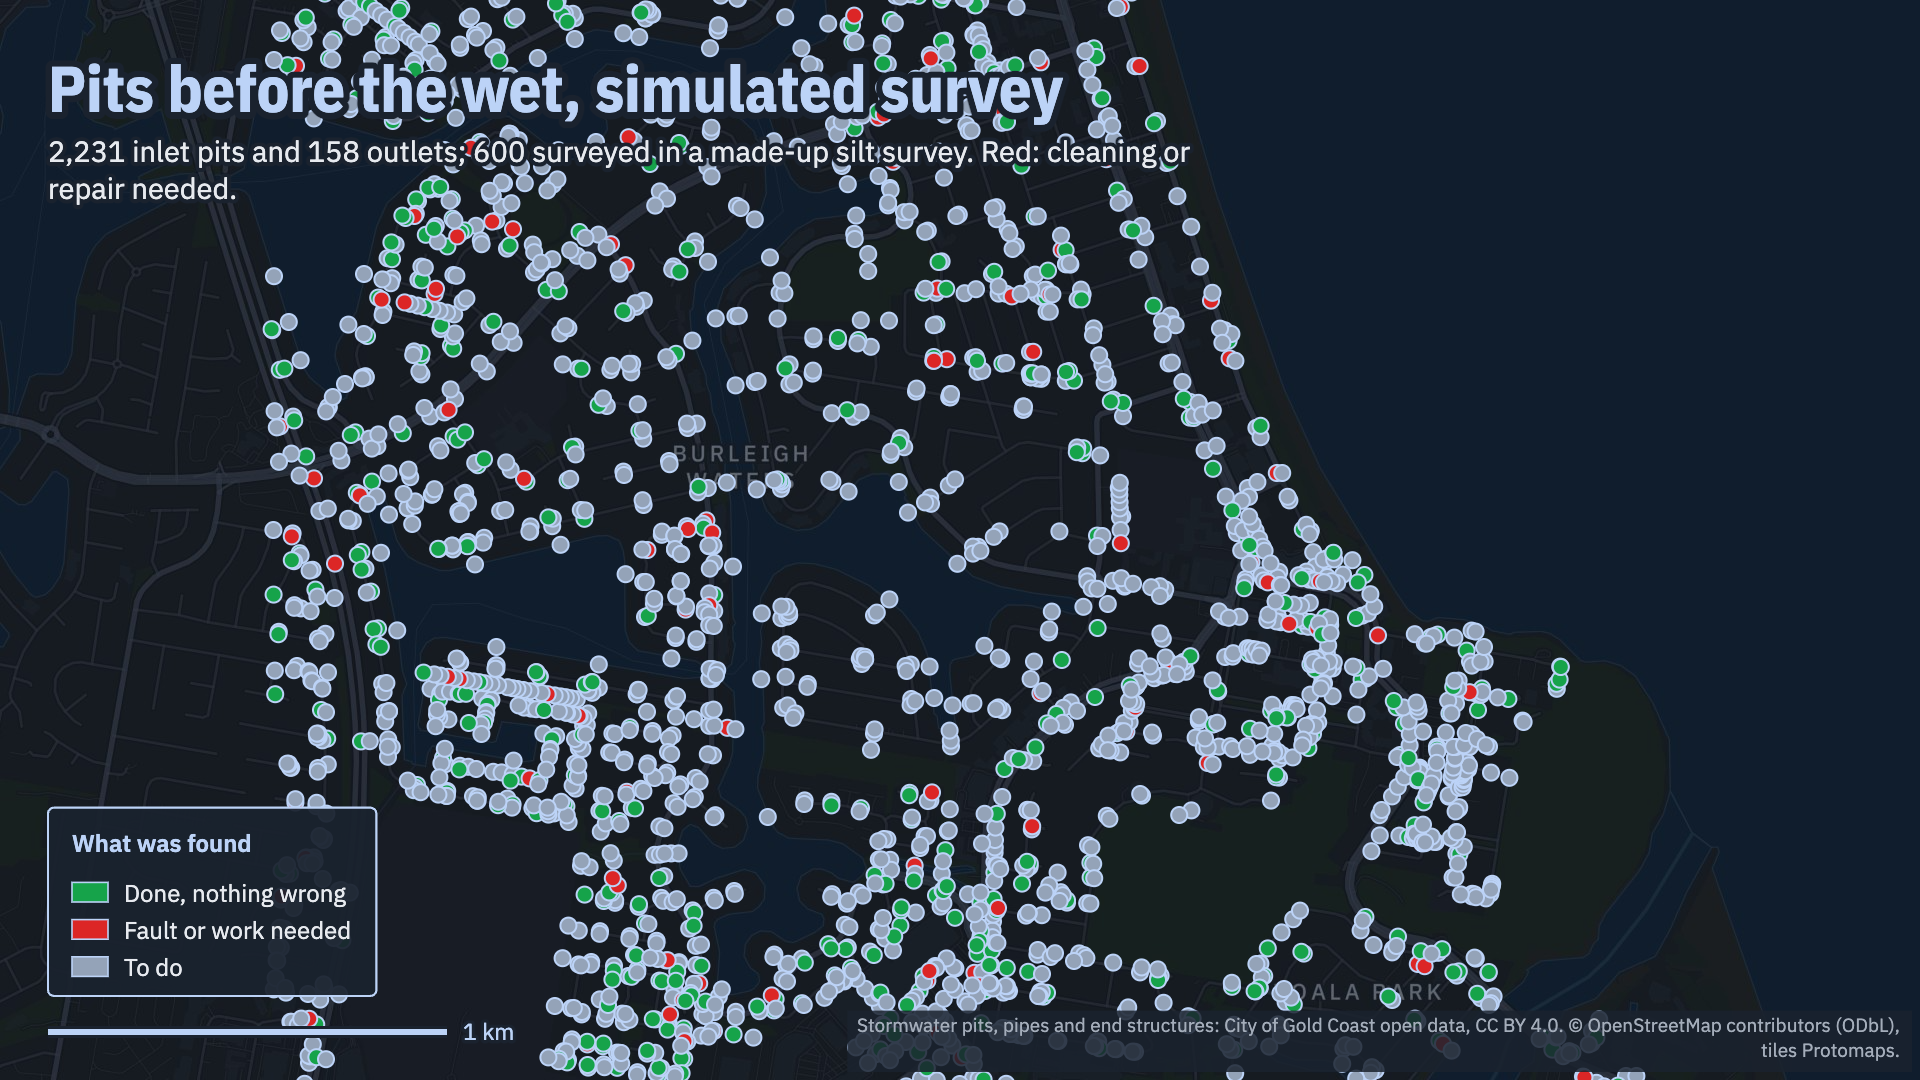 Pits before the wet, simulated survey
2,231 inlet pits and 158 outlets; 600 surveyed in a made-up silt survey. Red: cleaning or
repair needed.
BURLEIGH
WATERS
What was found
Done, nothing wrong
Fault or work needed
To do
1 km
OALA PARK
Stormwater pits, pipes and end structures: City of Gold Coast open data, CC BY 4.0. © OpenStreetMap contributors (ODbL),
tiles Protomaps.